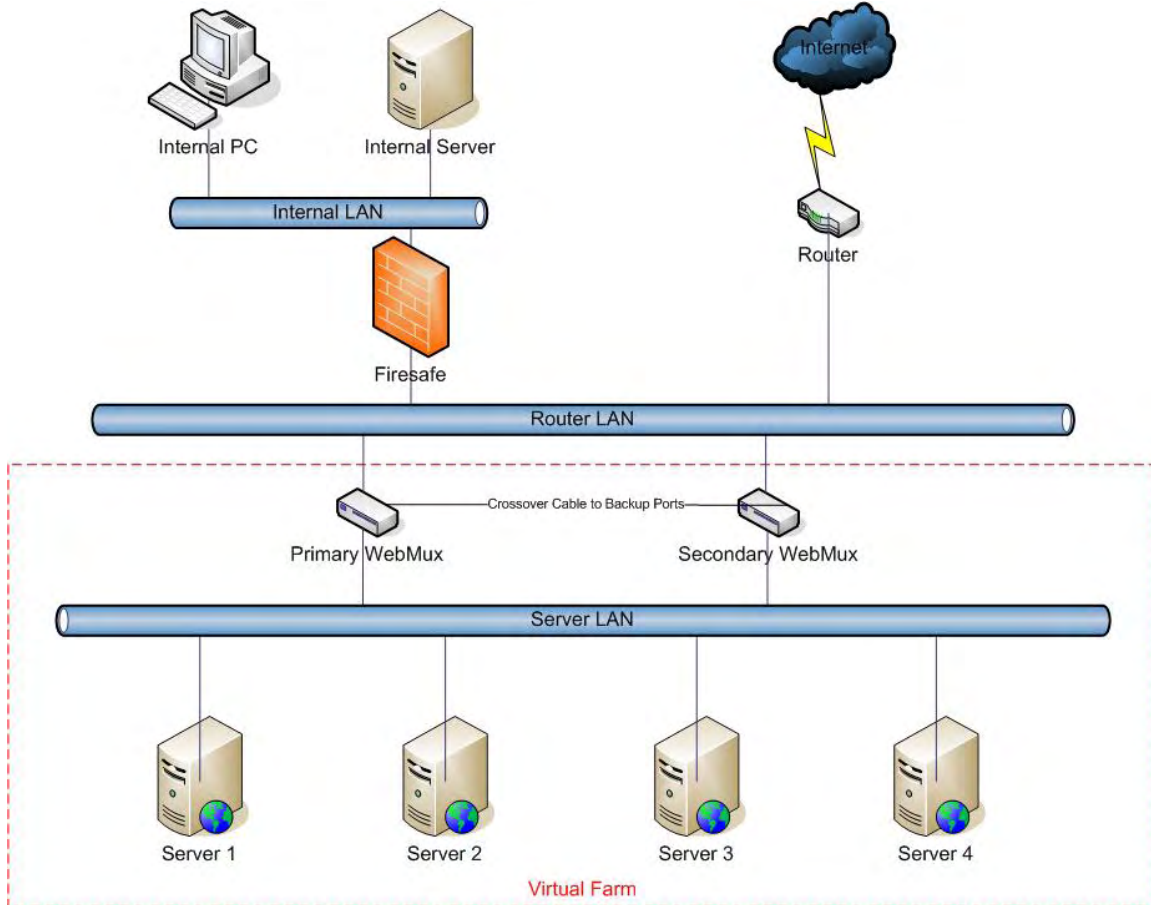 Internet
Internal PC
Internal Server
Internal LAN
Router
Firesafe
Router LAN
Crossover Cable to Backup Ports
Primary WebMux
Secondary WebMux
Server LAN
Server 1
Server 2
Server 3
Server 4
Virtual Farm